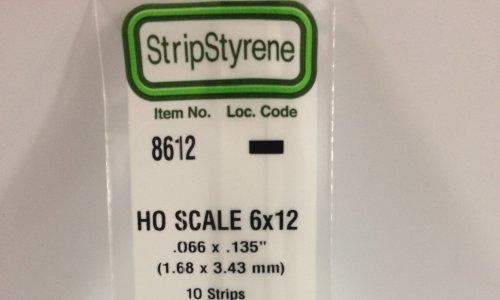 StripStyrene
Item No. Loc. Code
8612
HO SCALE 6x12
.066 x .135"
(1.68 x 3.43 mm)
10 Strips